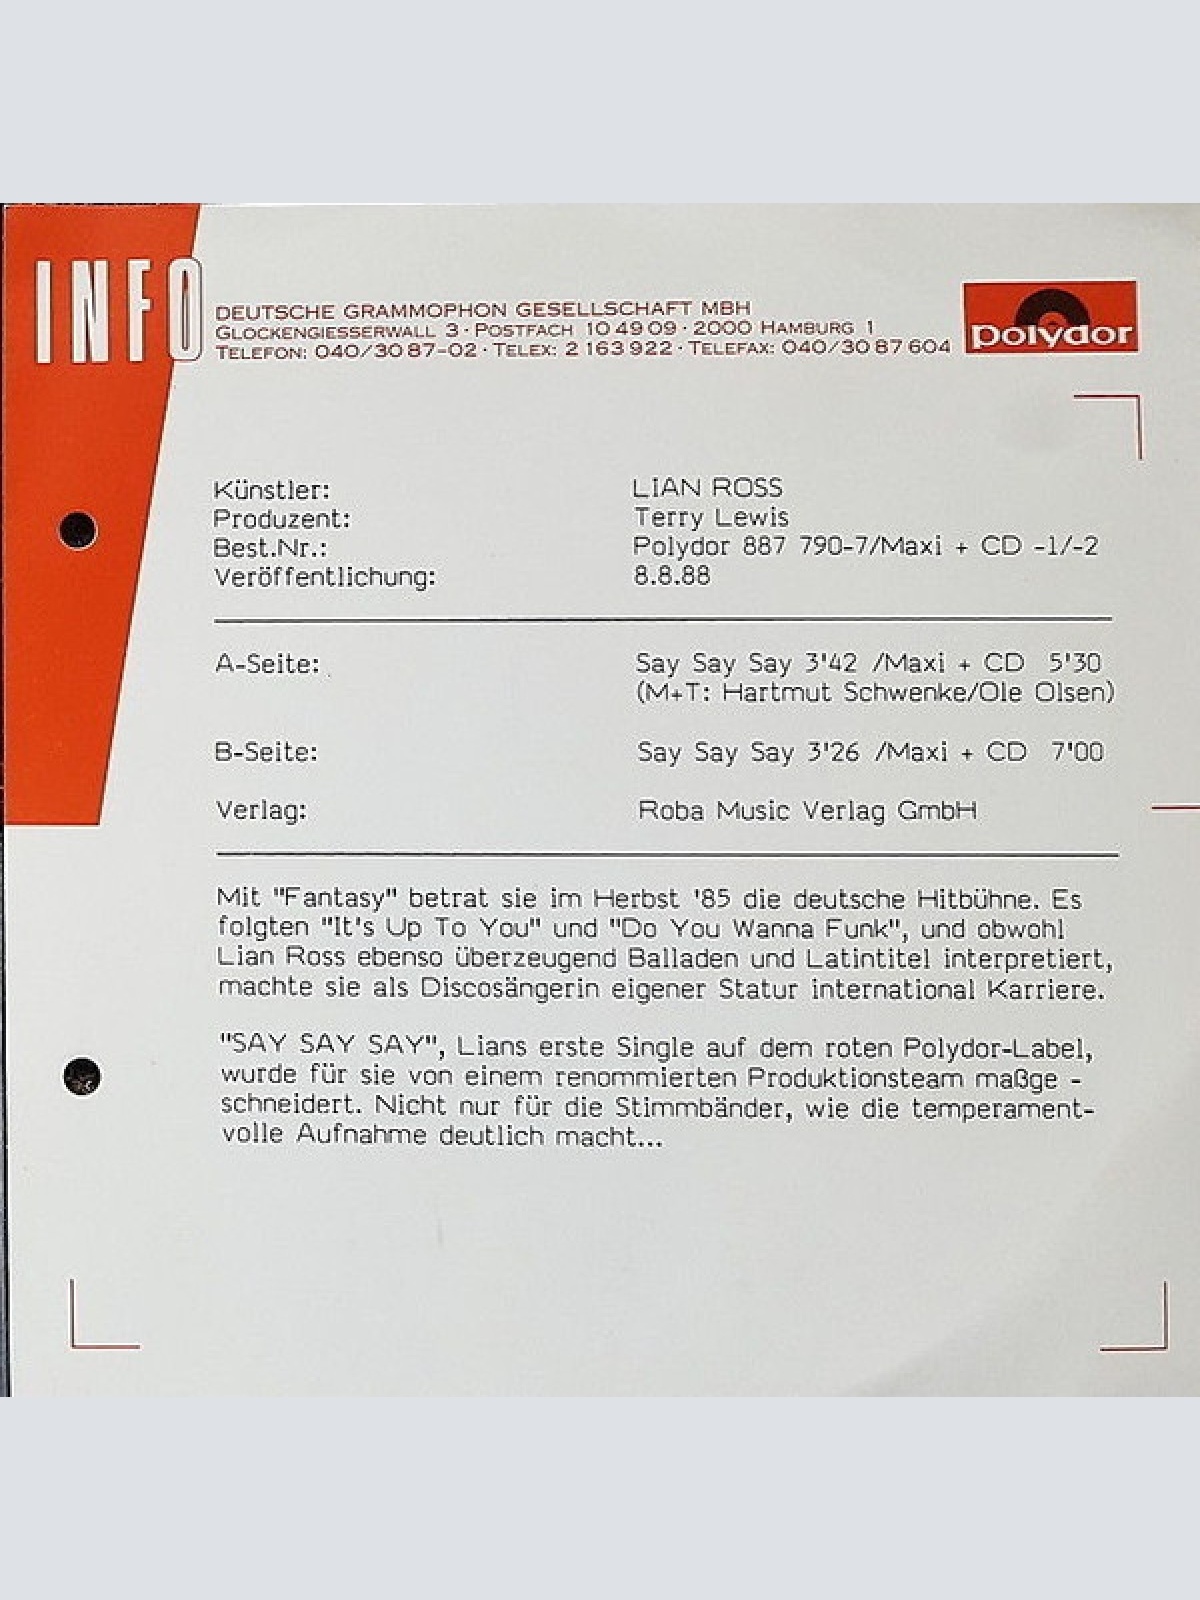 INFO
DEUTSCHE GRAMMOPHON GESELLSCHAFT MBH
GLOCKENGIESSERWALL 3 · POSTFACH 10 49 09 · 2000 HAMBURG 1
TELEFON: 040/30 87-02 · TELEX: 2 163 922 · TELEFAX: 040/30 87 604
polydor
Künstler: LIAN ROSS
Produzent: Terry Lewis
Best.Nr.: Polydor 887 790-7/Maxi + CD -1/-2
Veröffentlichung: 8.8.88
A-Seite: Say Say Say 3'42 /Maxi + CD 5'30
(M+T: Hartmut Schwenke/Ole Olsen)
B-Seite: Say Say Say 3'26 /Maxi + CD 7'00
Verlag: Roba Music Verlag GmbH
Mit "Fantasy" betrat sie im Herbst '85 die deutsche Hitbühne. Es
folgten "It's Up To You" und "Do You Wanna Funk", und obwohl
Lian Ross ebenso überzeugend Balladen und Latintitel interpretiert,
machte sie als Discosängerin eigener Statur international Karriere.
"SAY SAY SAY", Lians erste Single auf dem roten Polydor-Label,
wurde für sie von einem renommierten Produktionsteam maßge -
schneidert. Nicht nur für die Stimmbänder, wie die temperament-
volle Aufnahme deutlich macht...